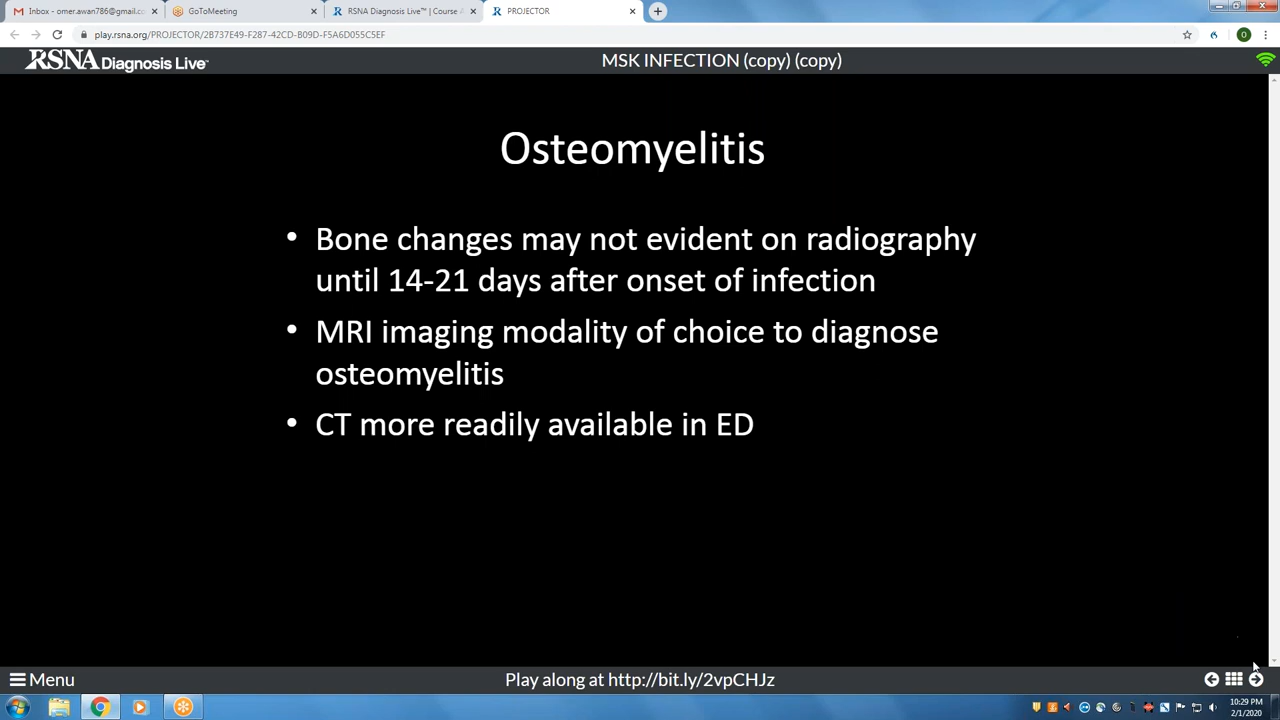 Inbox - omer.awan786@gmail.co
GoToMeeting
RSNA Diagnosis Live™ | Course
PROJECTOR
play.rsna.org/PROJECTOR/2B737E49-F287-42CD-B09D-F5A6D055C5EF
O
RSNA Diagnosis Live™
MSK INFECTION (copy) (copy)
Osteomyelitis
• Bone changes may not evident on radiography
until 14-21 days after onset of infection
• MRI imaging modality of choice to diagnose
osteomyelitis
• CT more readily available in ED
Menu
Play along at http://bit.ly/2vpCHJz
10:29 PM
2/1/2020